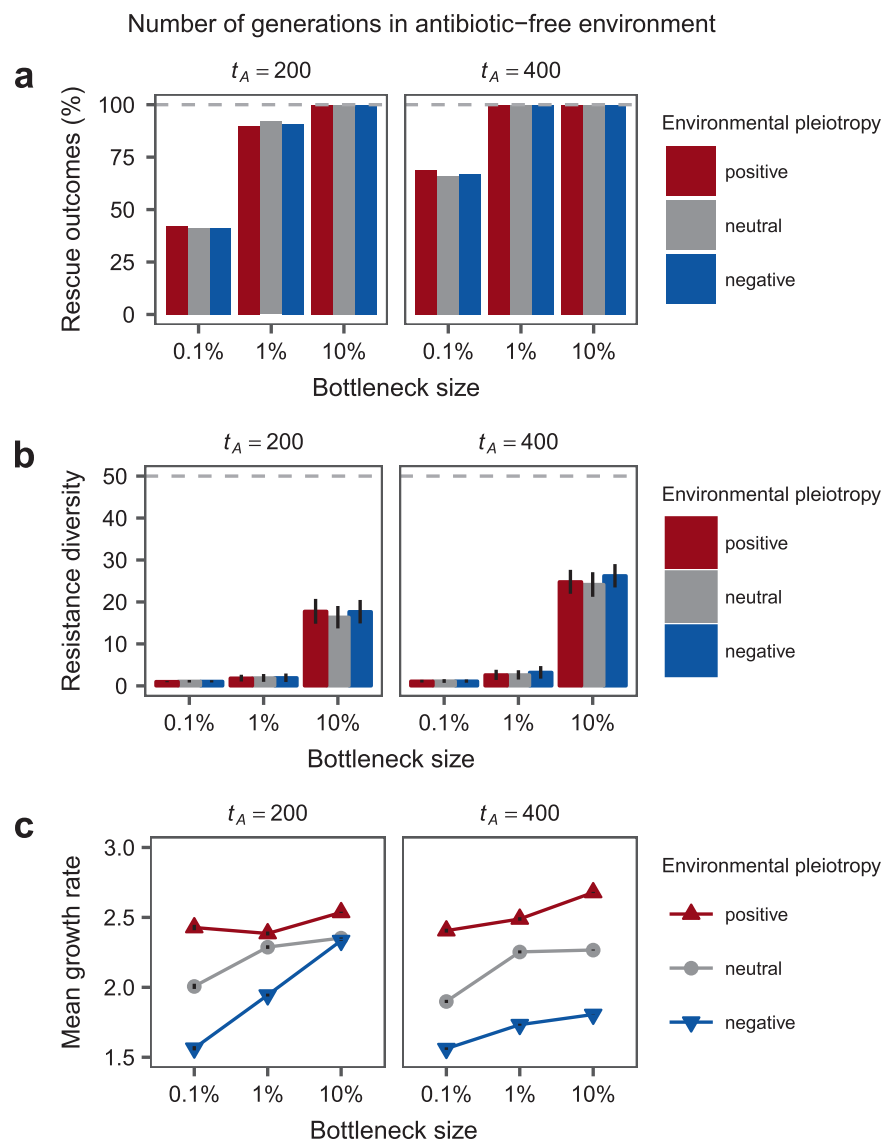 Number of generations in antibiotic−free environment
a
t_A = 200
t_A = 400
Rescue outcomes (%)
100
75
50
25
0
0.1%
1%
10%
0.1%
1%
10%
Bottleneck size
Environmental pleiotropy
positive
neutral
negative
b
t_A = 200
t_A = 400
Resistance diversity
50
40
30
20
10
0
0.1%
1%
10%
0.1%
1%
10%
Bottleneck size
Environmental pleiotropy
positive
neutral
negative
c
t_A = 200
t_A = 400
Mean growth rate
3.0
2.5
2.0
1.5
0.1%
1%
10%
0.1%
1%
10%
Bottleneck size
Environmental pleiotropy
positive
neutral
negative